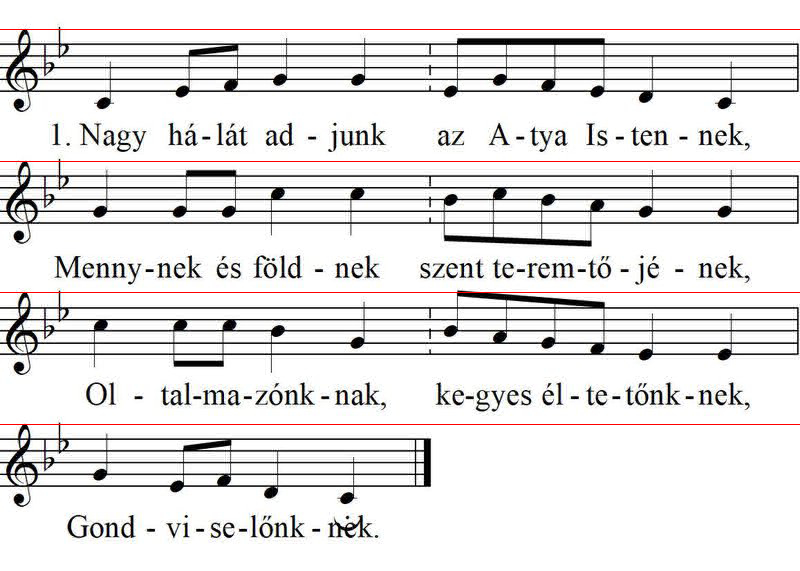 1. Nagy há-lát ad - junk az A-tya Is-ten - nek,
Menny-nek és föld - nek szent te-rem-tő-jé - nek,
Ol - tal-ma-zónk-nak, ke-gyes él-te-tőnk-nek,
Gond - vi-se-lőnk-nek.